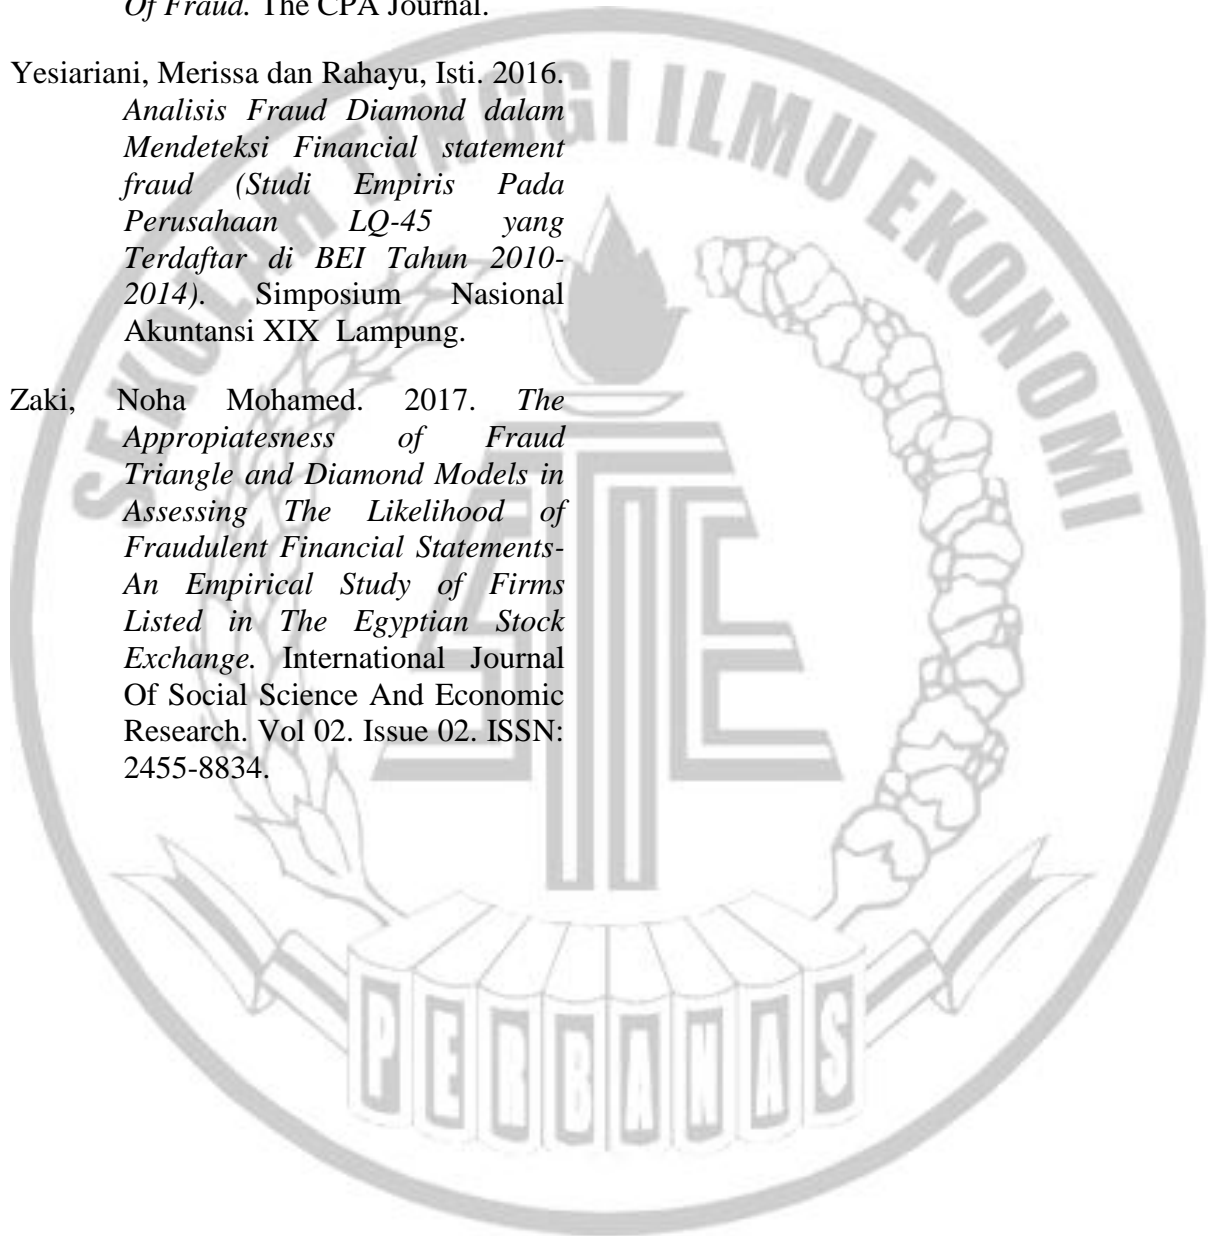 Of Fraud. The CPA Journal.
Yesiariani, Merissa dan Rahayu, Isti. 2016.
Analisis Fraud Diamond dalam
Mendeteksi Financial statement
fraud (Studi Empiris Pada
Perusahaan LQ-45 yang
Terdaftar di BEI Tahun 2010-
2014). Simposium Nasional
Akuntansi XIX Lampung.
Zaki, Noha Mohamed. 2017. The
Appropiatesness of Fraud
Triangle and Diamond Models in
Assessing The Likelihood of
Fraudulent Financial Statements-
An Empirical Study of Firms
Listed in The Egyptian Stock
Exchange. International Journal
Of Social Science And Economic
Research. Vol 02. Issue 02. ISSN:
2455-8834.
SEKOLAH TINGGI ILMU EKONOMI
PERBANAS